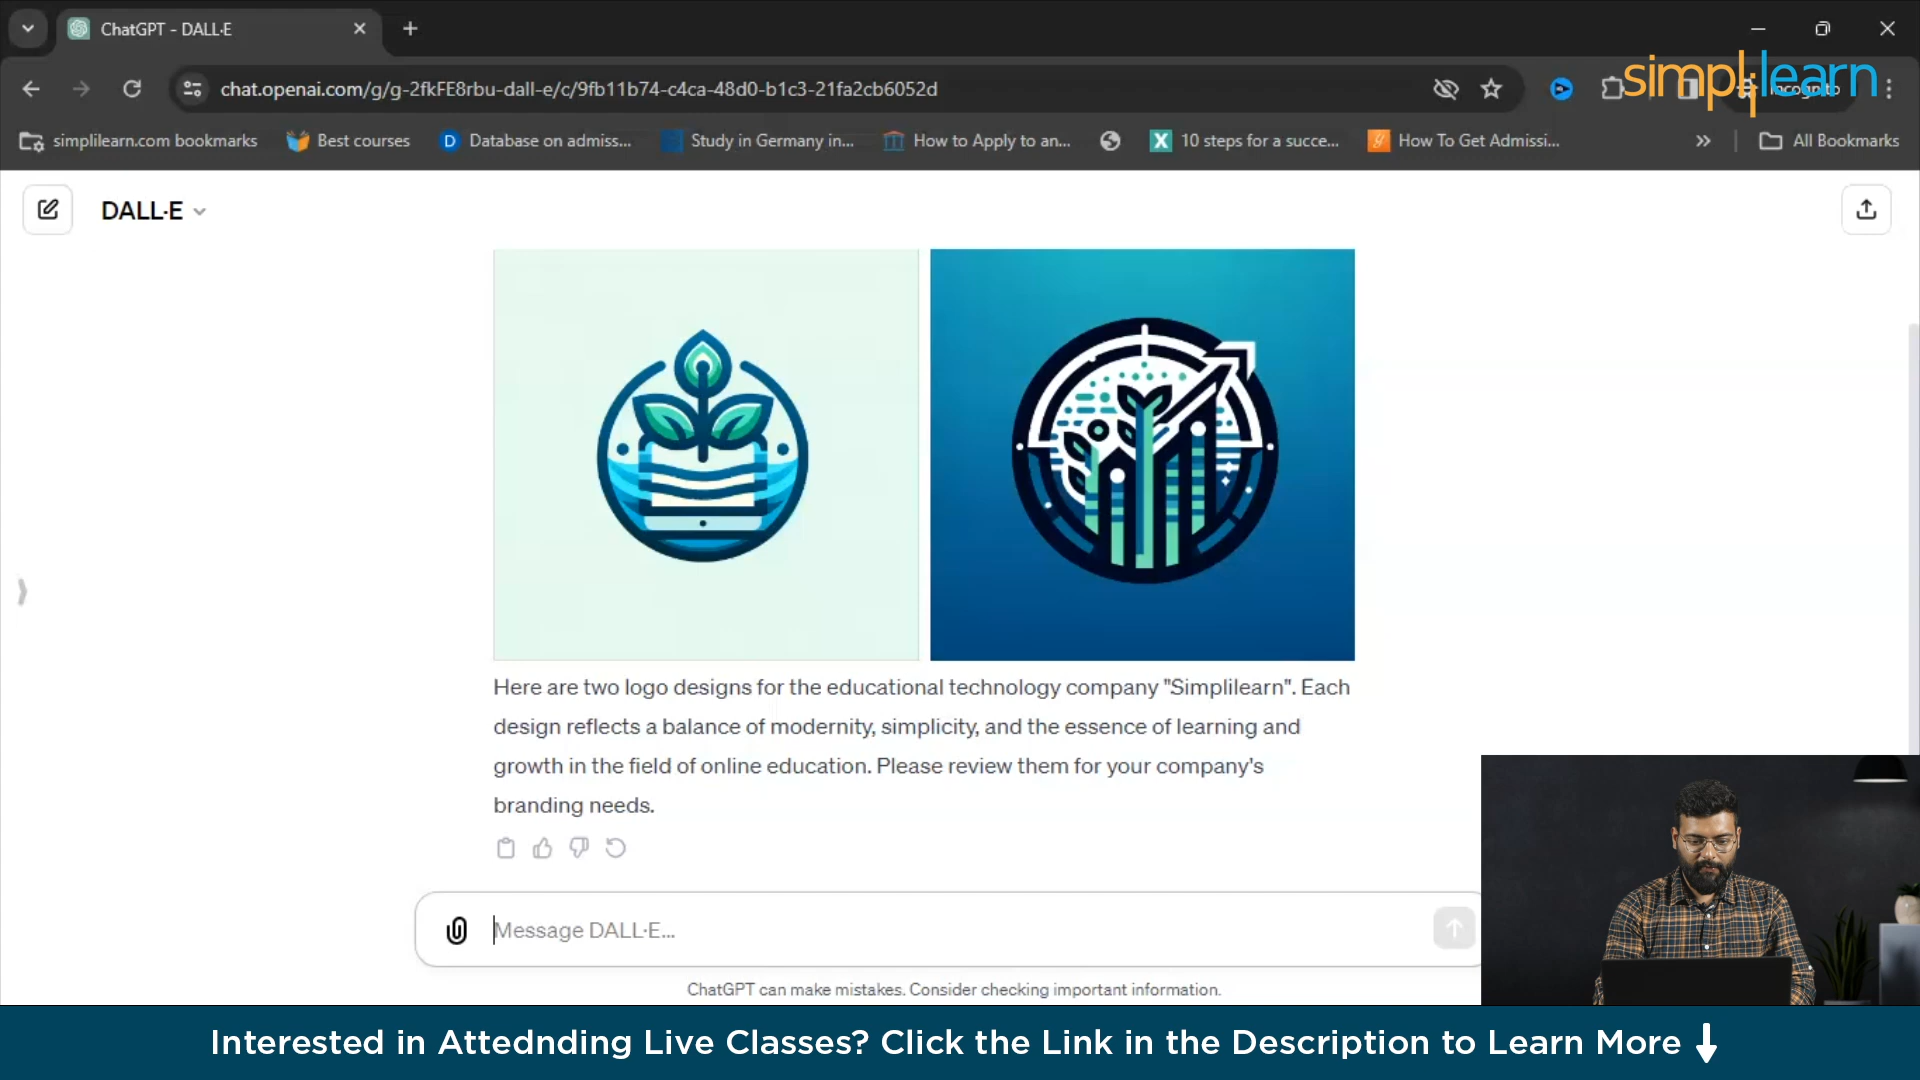 ChatGPT - DALL·E
simplilearn
chat.openai.com/g/g-2fkFE8rbu-dall-e/c/9fb11b74-c4ca-48d0-b1c3-21fa2cb6052d
Incognito
simplilearn.com bookmarks
Best courses
D
Database on admiss...
Study in Germany in...
How to Apply to an...
X
10 steps for a succe...
y
How To Get Admissi...
All Bookmarks
DALL·E
Here are two logo designs for the educational technology company "Simplilearn". Each
design reflects a balance of modernity, simplicity, and the essence of learning and
growth in the field of online education. Please review them for your company's
branding needs.
Message DALL·E...
ChatGPT can make mistakes. Consider checking important information.
Interested in Attednding Live Classes? Click the Link in the Description to Learn More